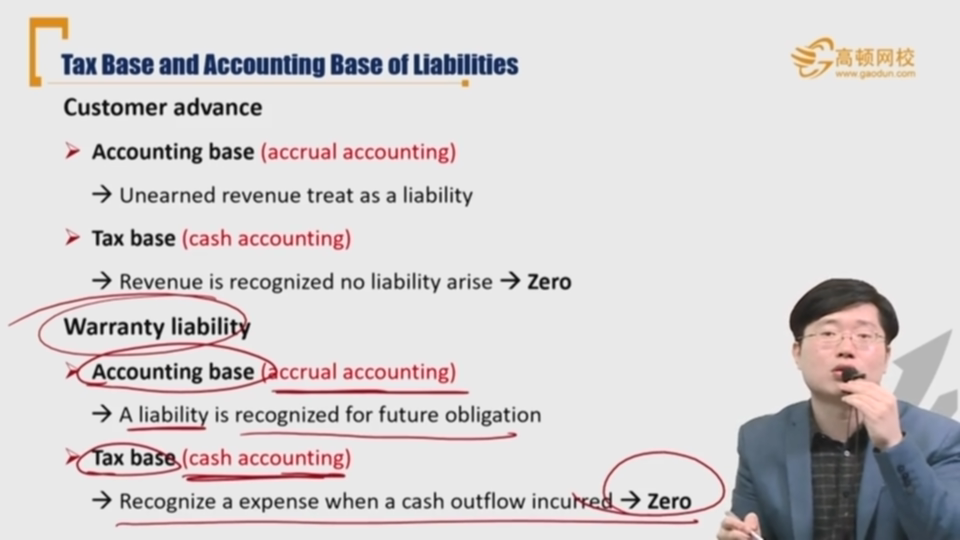 Tax Base and Accounting Base of Liabilities
高顿网校
www.gaodun.com
Customer advance
Accounting base (accrual accounting)
→ Unearned revenue treat as a liability
Tax base (cash accounting)
→ Revenue is recognized no liability arise → Zero
Warranty liability
Accounting base (accrual accounting)
→ A liability is recognized for future obligation
Tax base (cash accounting)
→ Recognize a expense when a cash outflow incurred → Zero